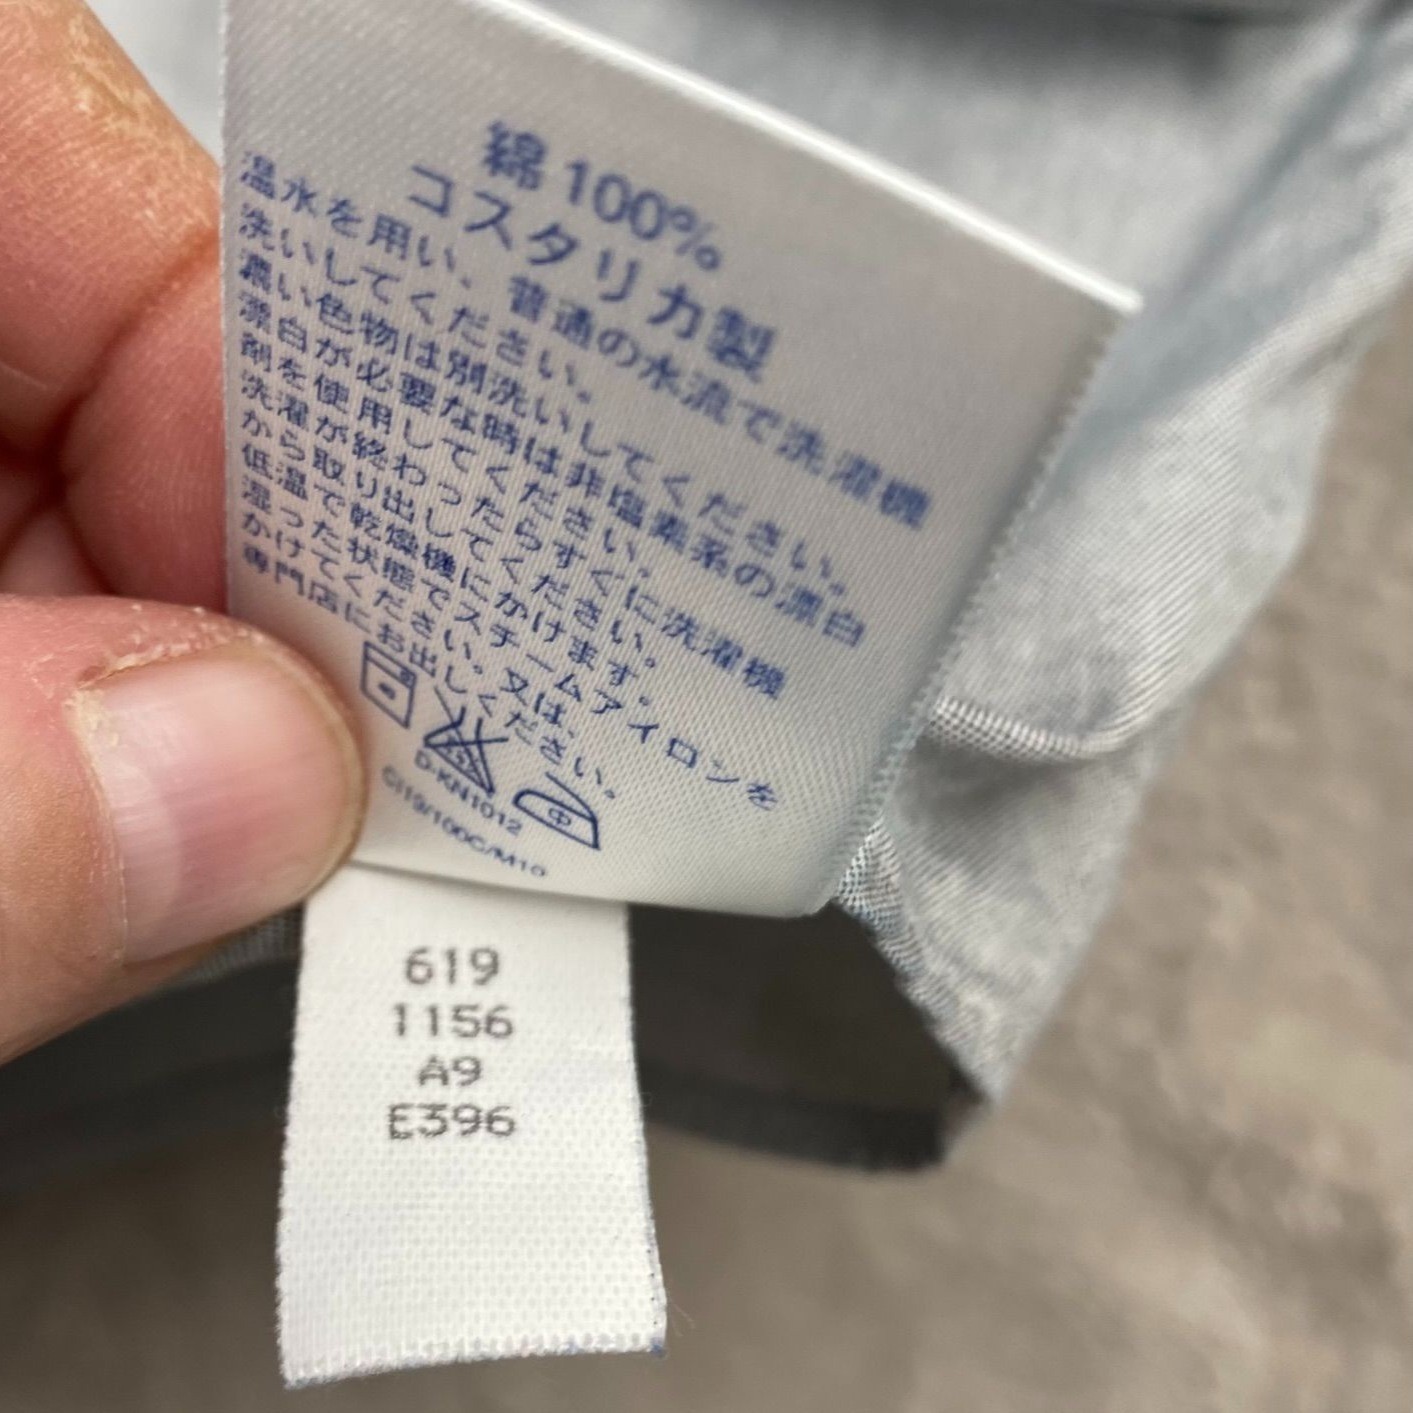 綿 100%
コスタリカ製
温水を用い、普通の水流で洗濯機
洗いしてください。
濃い色物は別洗いしてください。
漂白が必要な時は非塩素系の漂白
剤を使用してください。
洗濯が終わったらすぐに洗濯機
から取り出してください。
低温で乾燥機にかけます。
湿った状態でスチームアイロンを
かけてください。又は、
専門店にお出しください。
D-KN1012
GI19/100C/M10
619
1156
A9
E396